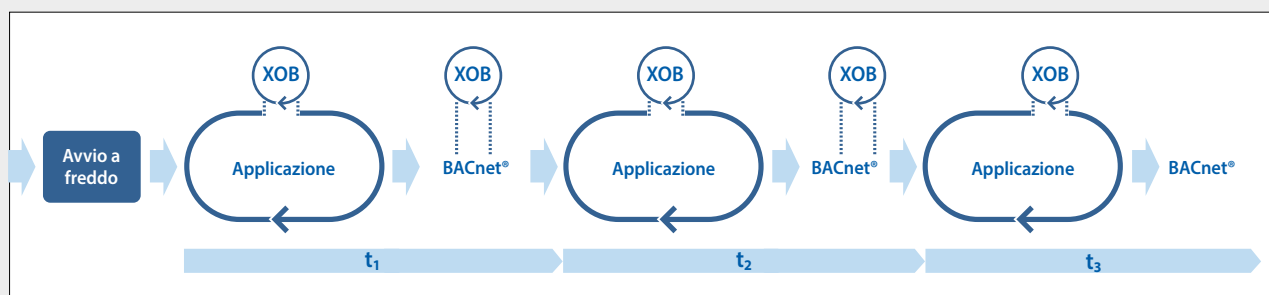 XOB
XOB
XOB
XOB
XOB
Avvio a
freddo
Applicazione
BACnet®
Applicazione
BACnet®
Applicazione
BACnet®
t₁
t₂
t₃